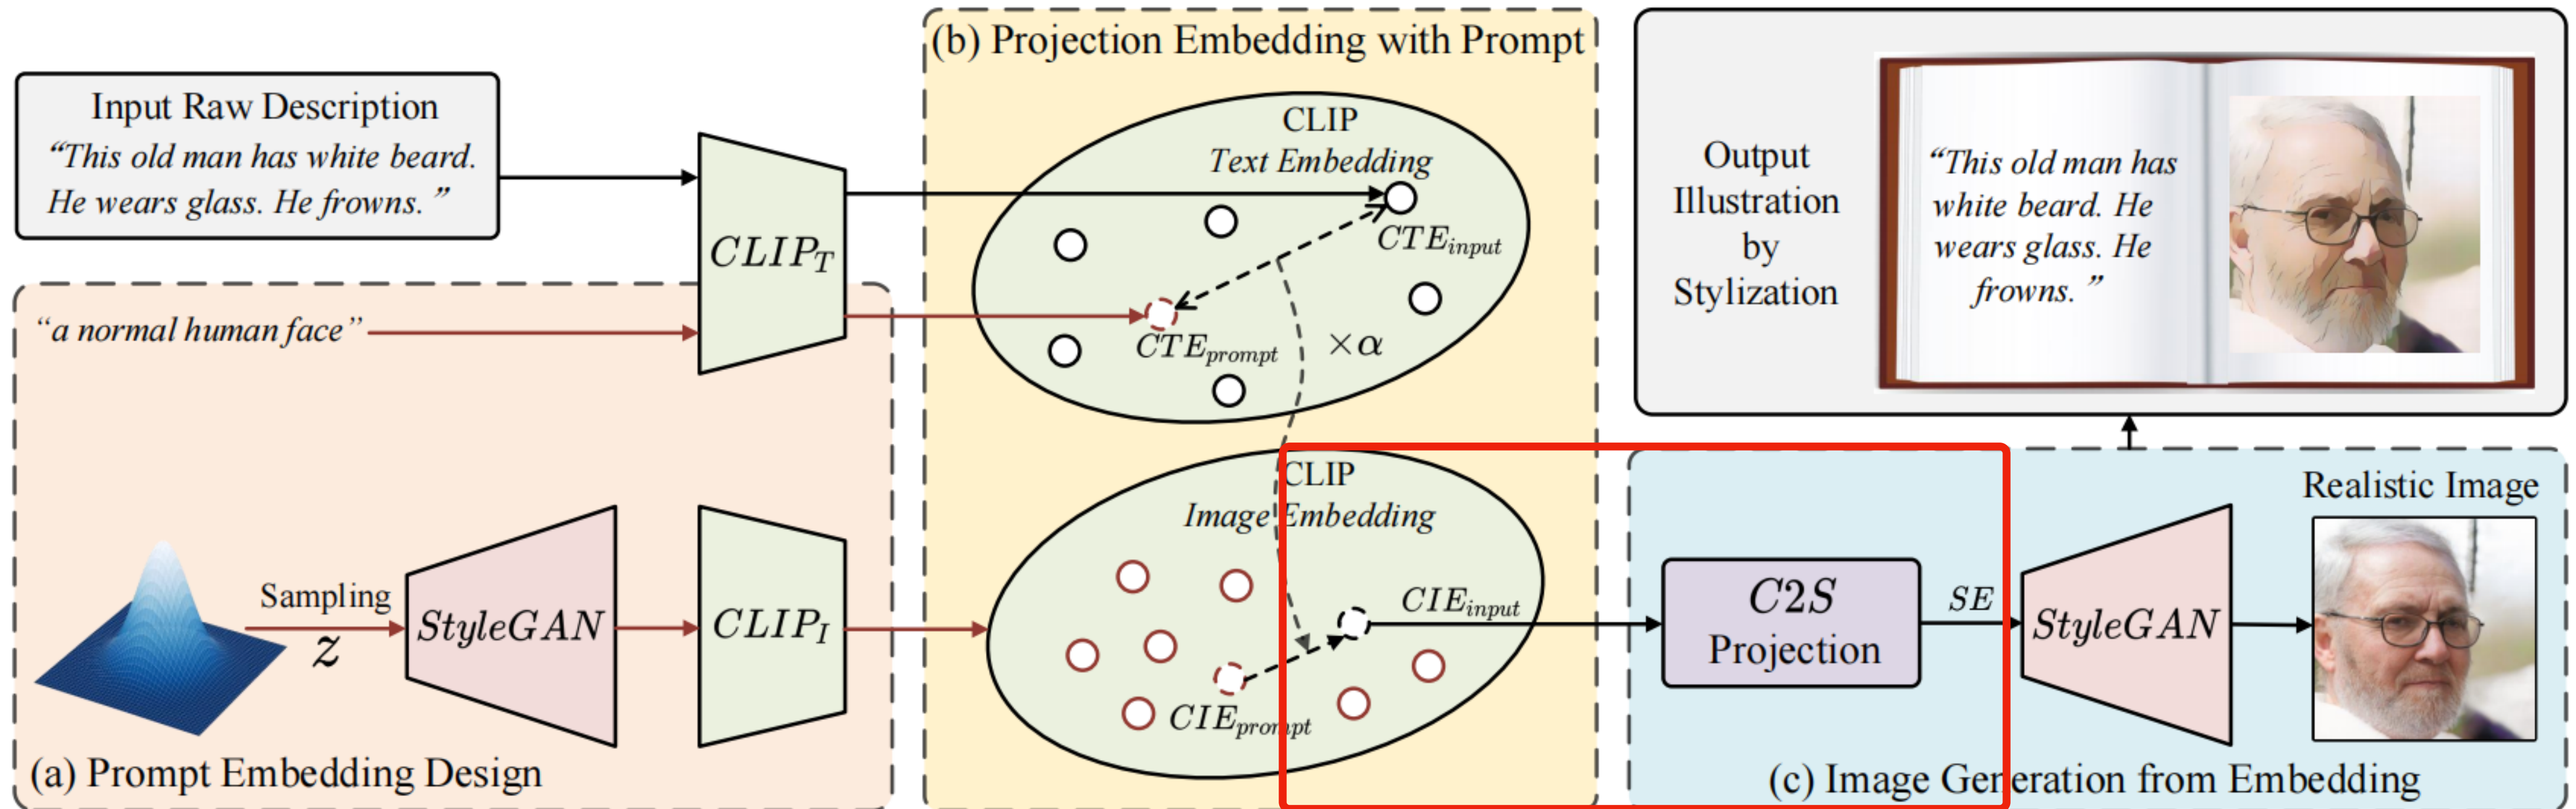 Input Raw Description
“This old man has white beard.
He wears glass. He frowns.”
“a normal human face”
Sampling
z
StyleGAN
CLIP_T
CLIP_I
(a) Prompt Embedding Design
(b) Projection Embedding with Prompt
CLIP
Text Embedding
CTE_input
CTE_prompt
×α
CLIP
Image Embedding
CIE_input
CIE_prompt
Output
Illustration
by
Stylization
“This old man has
white beard. He
wears glass. He
frowns.”
C2S
Projection
SE
StyleGAN
Realistic Image
(c) Image Generation from Embedding